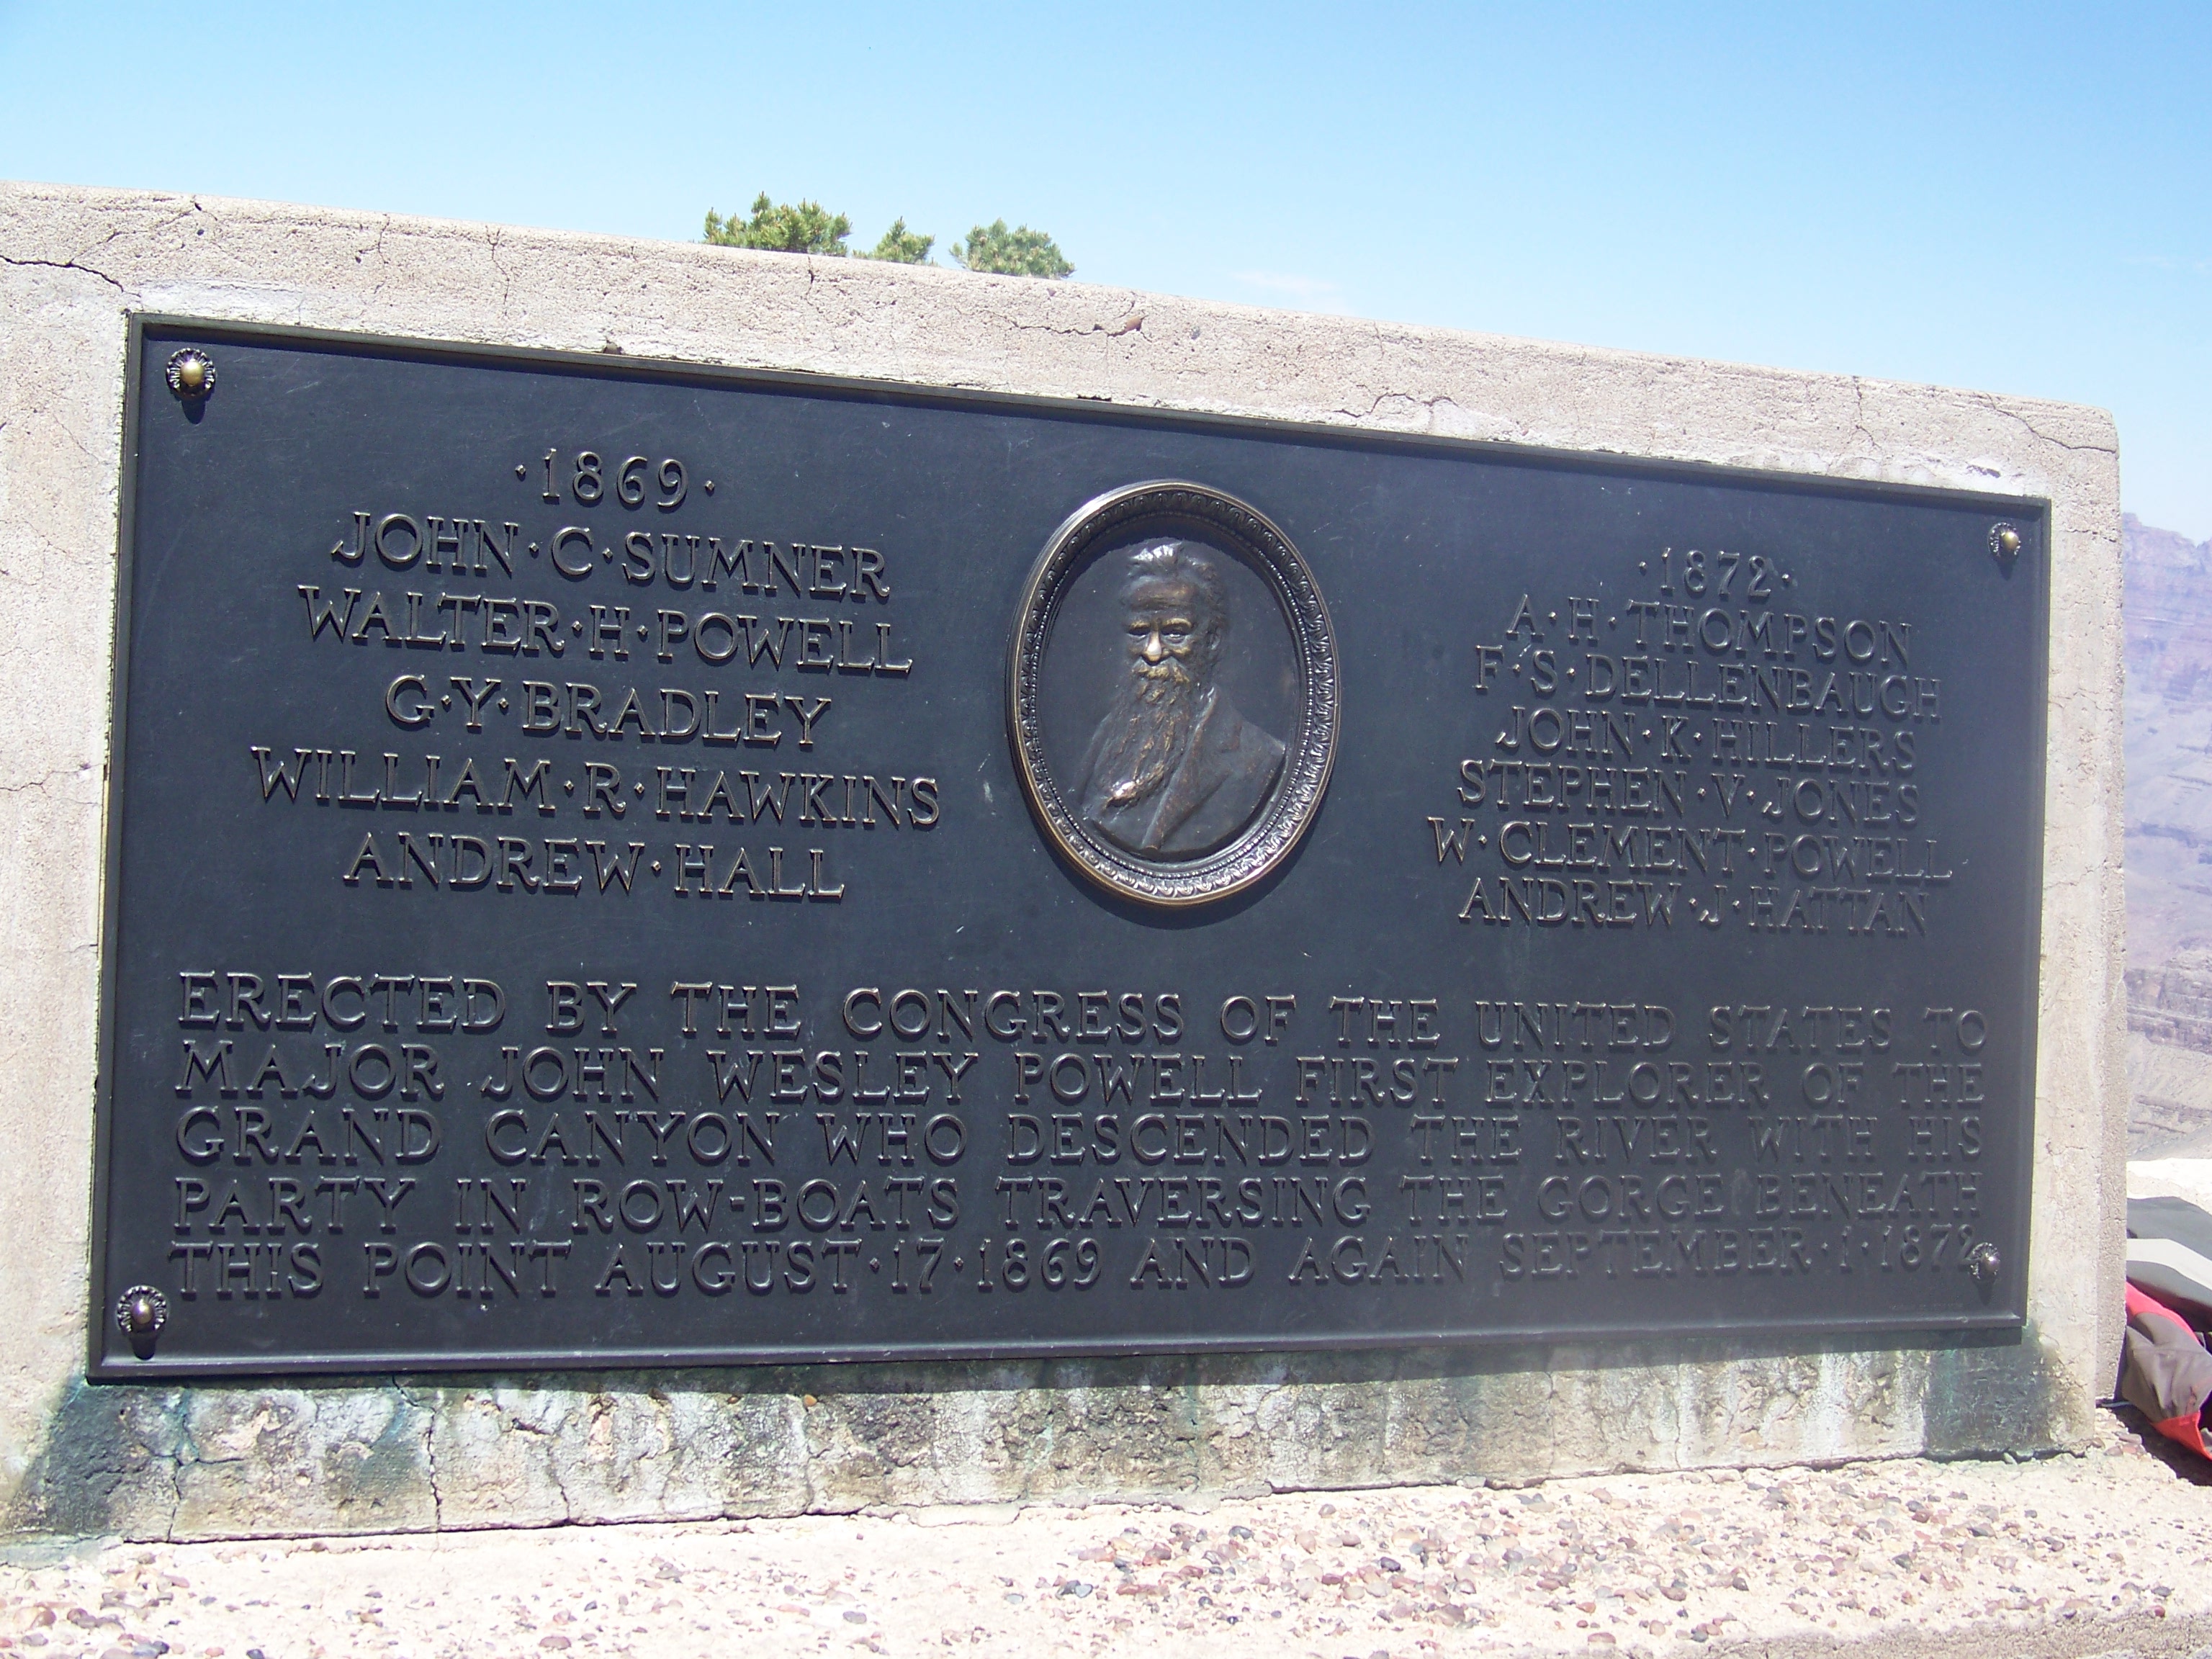 ·1869·
JOHN·C·SUMNER
WALTER·H·POWELL
G·Y·BRADLEY
WILLIAM·R·HAWKINS
ANDREW·HALL
·1872·
A·H·THOMPSON
F·S·DELLENBAUGH
JOHN·K·HILLERS
STEPHEN·V·JONES
W·CLEMENT·POWELL
ANDREW·J·HATTAN
ERECTED BY THE CONGRESS OF THE UNITED STATES TO
MAJOR JOHN WESLEY POWELL FIRST EXPLORER OF THE
GRAND CANYON WHO DESCENDED THE RIVER WITH HIS
PARTY IN ROW-BOATS TRAVERSING THE GORGE BENEATH
THIS POINT AUGUST·17·1869 AND AGAIN SEPTEMBER·1·1872